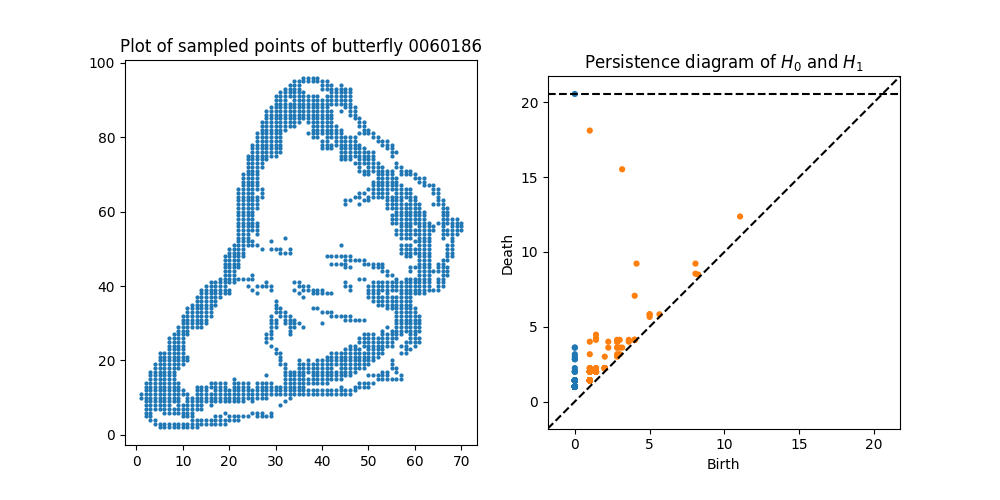 Plot of sampled points of butterfly 0060186
100
80
60
40
20
0
0 10 20 30 40 50 60 70
Persistence diagram of H₀ and H₁
Death
20
15
10
5
0
0 5 10 15 20
Birth